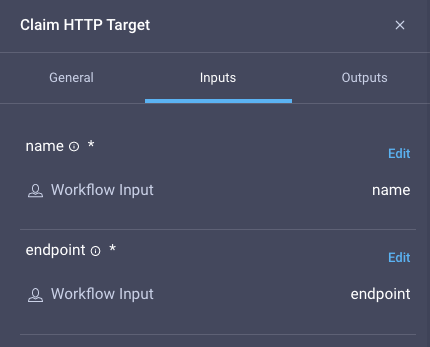 Claim HTTP Target
General Inputs Outputs
name *
Edit
Workflow Input name
endpoint *
Edit
Workflow Input endpoint